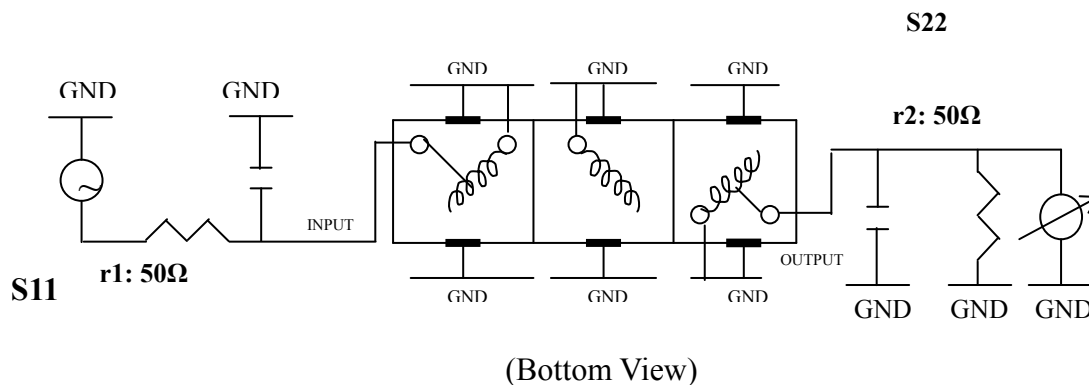 S22
GND
GND
GND
GND
GND
r2: 50Ω
INPUT
r1: 50Ω
S11
OUTPUT
GND
GND
GND
GND
GND
GND
(Bottom View)